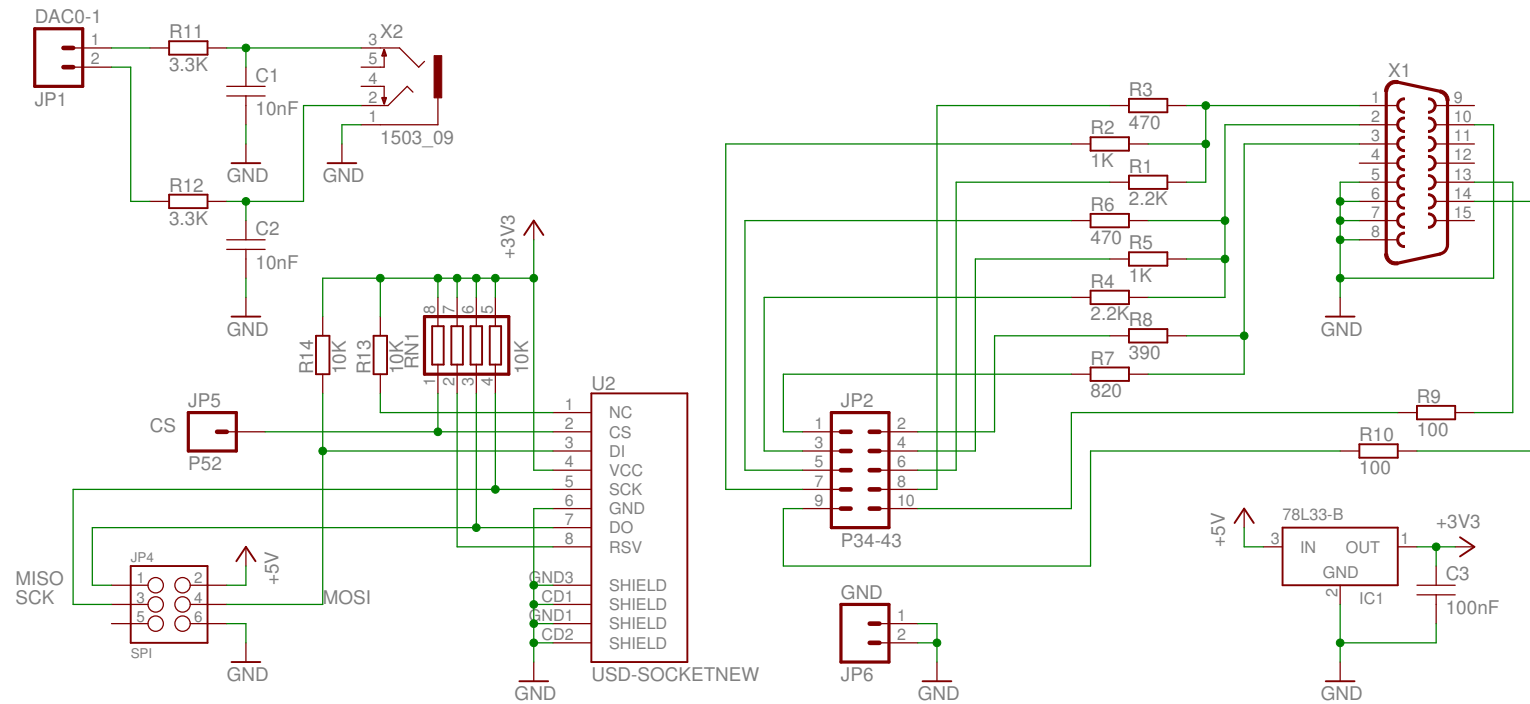 DAC0-1
1
2
JP1
R11
3.3K
C1
10nF
GND
X2
3
5
4
2
1
1503_09
GND
R12
3.3K
C2
10nF
GND
+3V3
R14
10K
R13
10K
RN1
8
7
6
5
1
2
3
4
10K
JP5
CS
P52
U2
1 NC
2 CS
3 DI
4 VCC
5 SCK
6 GND
7 DO
8 RSV
GND3 SHIELD
CD1 SHIELD
GND1 SHIELD
CD2 SHIELD
USD-SOCKETNEW
GND
MISO
SCK
JP4
1 2
3 4
5 6
SPI
+5V
MOSI
GND
R3
470
R2
1K
R1
2.2K
R6
470
R5
1K
R4
2.2K
R8
390
R7
820
X1
1 9
2 10
3 11
4 12
5 13
6 14
7 15
8
GND
JP2
1 2
3 4
5 6
7 8
9 10
P34-43
R9
100
R10
100
GND
1
2
JP6
GND
78L33-B
+5V
3 IN OUT 1
GND
2
IC1
+3V3
C3
100nF
GND